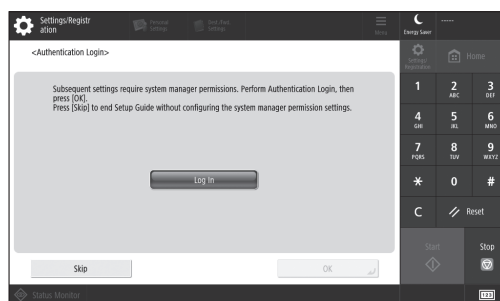 Settings/Registr
ation
Personal
Settings
Dest./Fwd.
Settings
Menu
Energy Saver
-----
<Authentication Login>
Settings/
Registration
Home
Subsequent settings require system manager permissions. Perform Authentication Login, then
press [OK].
Press [Skip] to end Setup Guide without configuring the system manager permission settings.
Log In
Skip
OK
1
2
ABC
3
DEF
4
GHI
5
JKL
6
MNO
7
PQRS
8
TUV
9
WXYZ
*
0
#
C
Reset
Start
Stop
Status Monitor